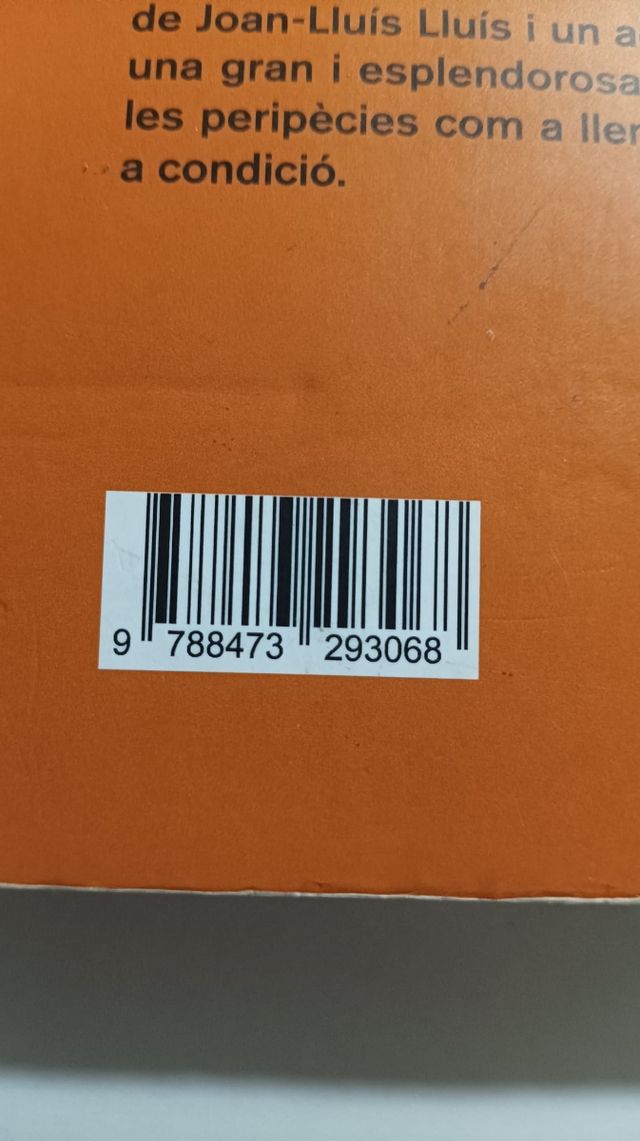 de Joan-Lluís Lluís i un
una gran i esplendorosa
les peripècies com a
a condició.
9 788473 293068